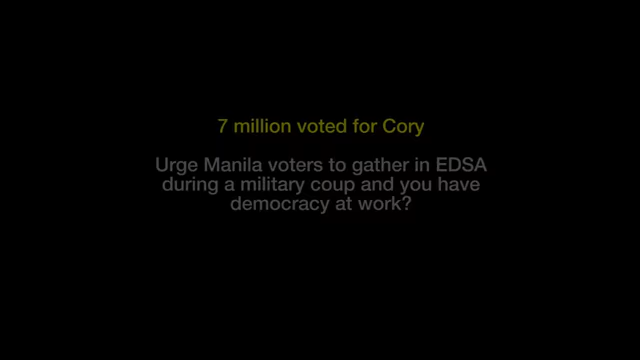 7 million voted for Cory
Urge Manila voters to gather in EDSA
during a military coup and you have
democracy at work?